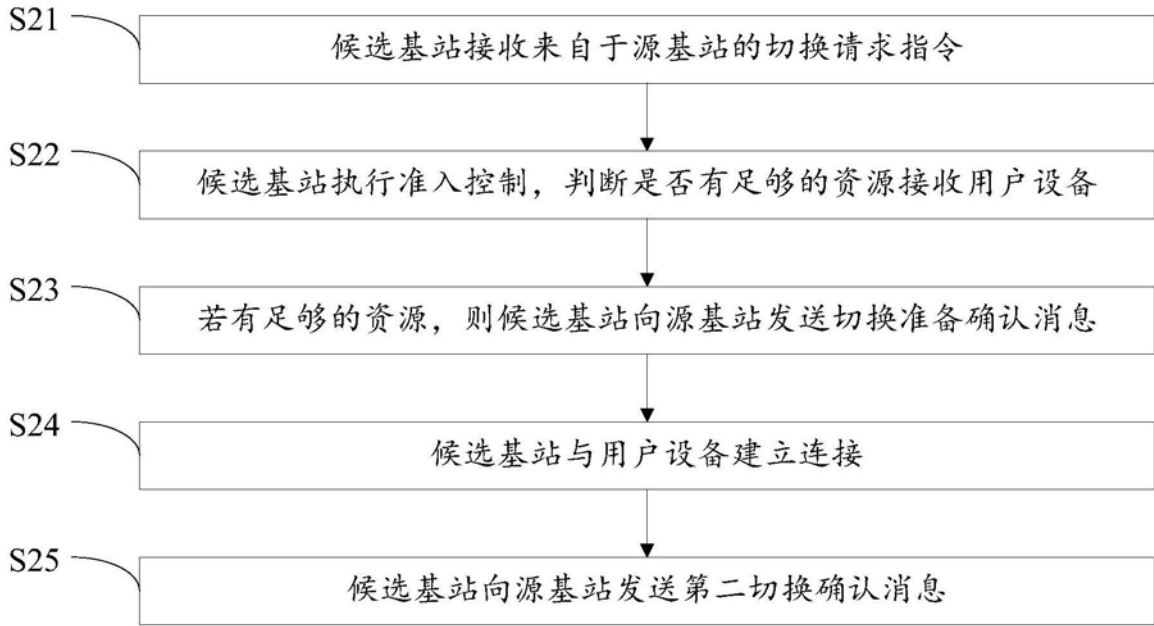 S21
候选基站接收来自于源基站的切换请求指令
S22
候选基站执行准入控制，判断是否有足够的资源接收用户设备
S23
若有足够的资源，则候选基站向源基站发送切换准备确认消息
S24
候选基站与用户设备建立连接
S25
候选基站向源基站发送第二切换确认消息